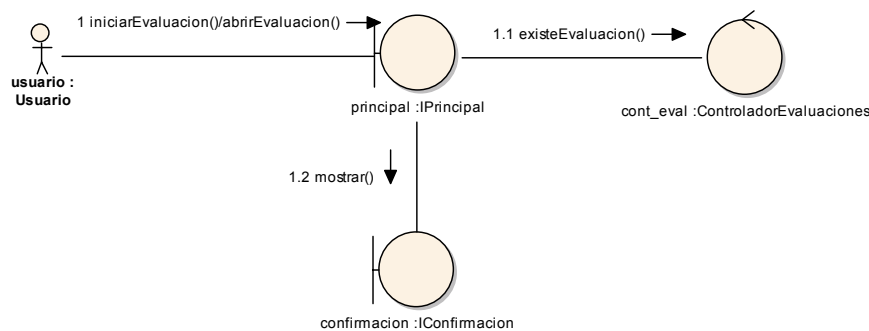 1 iniciarEvaluacion()/abrirEvaluacion()
1.1 existeEvaluacion()
usuario :
Usuario
principal :IPrincipal
cont_eval :ControladorEvaluaciones
1.2 mostrar()
confirmacion :IConfirmacion